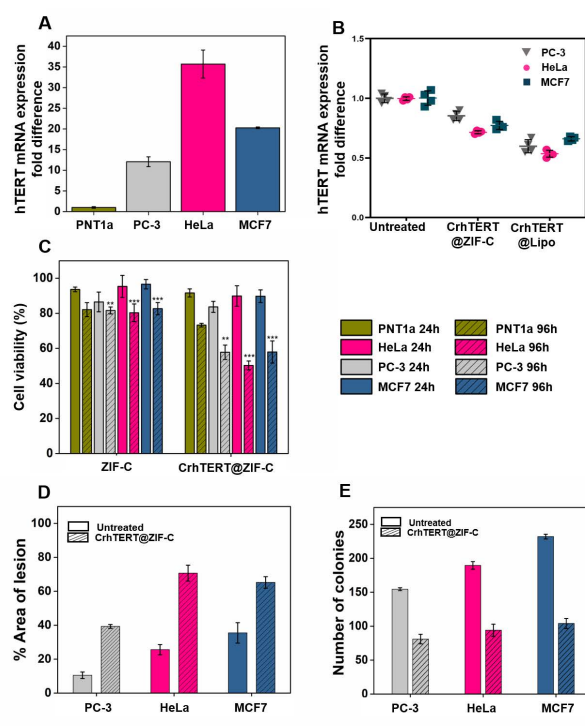 A
hTERT mRNA expression
fold difference
40
35
30
25
20
15
10
5
0
PNT1a PC-3 HeLa MCF7
B
hTERT mRNA expression
fold difference
1.5
1.0
0.5
0.0
PC-3
HeLa
MCF7
Untreated CrhTERT CrhTERT
@ZIF-C @Lipo
C
Cell viability (%)
100
80
60
40
20
0
** *** *** ** *** ***
ZIF-C CrhTERT@ZIF-C
PNT1a 24h PNT1a 96h
HeLa 24h HeLa 96h
PC-3 24h PC-3 96h
MCF7 24h MCF7 96h
D
% Area of lesion
100
80
60
40
20
0
Untreated
CrhTERT@ZIF-C
PC-3 HeLa MCF7
E
Number of colonies
250
200
150
100
50
0
Untreated
CrhTERT@ZIF-C
PC-3 HeLa MCF7